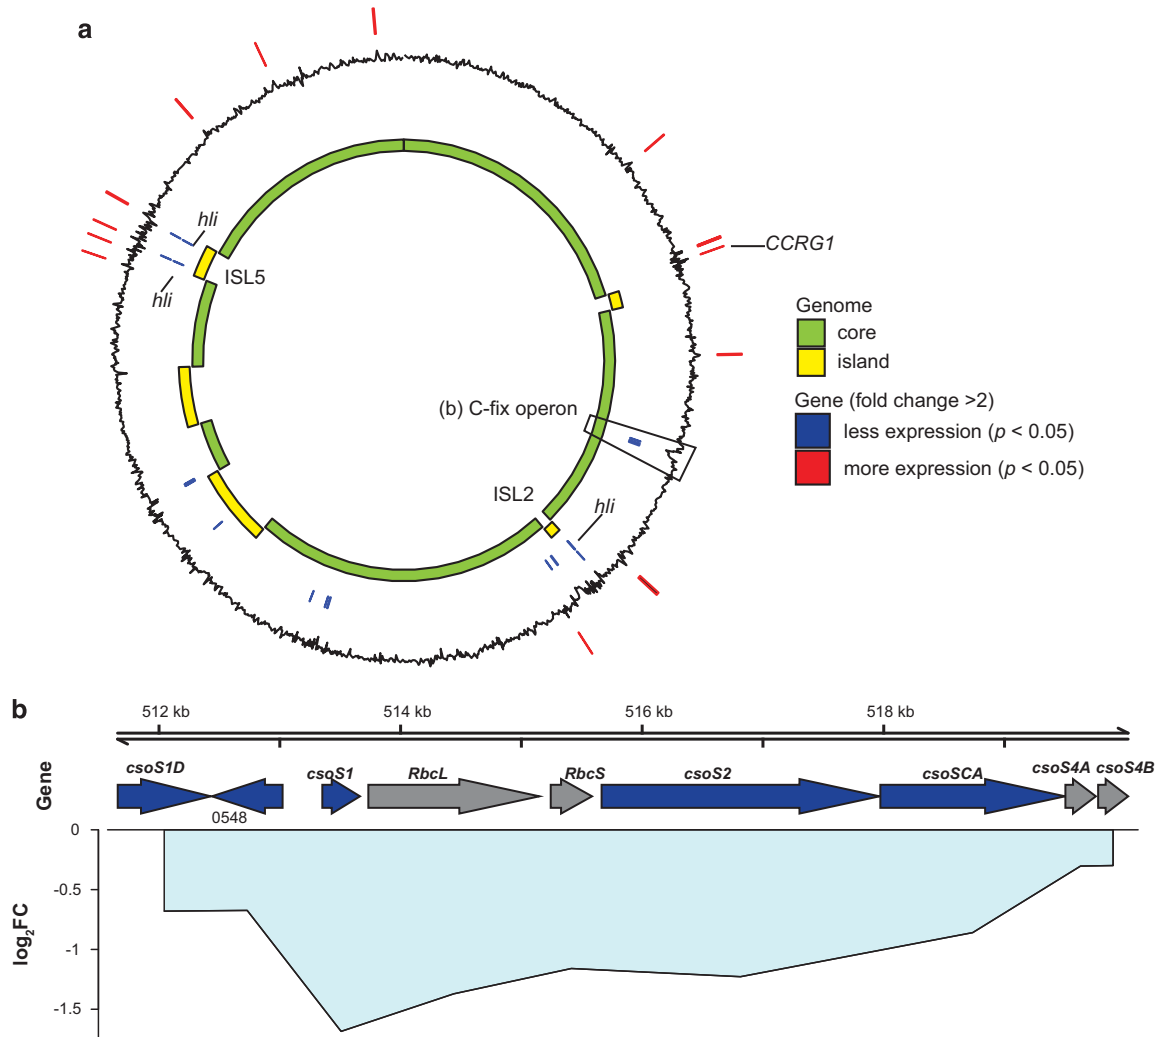 a
hli
hli
ISL5
CCRG1
Genome
core
island
Gene (fold change >2)
less expression (p < 0.05)
more expression (p < 0.05)
(b) C-fix operon
ISL2
hli
b
512 kb 514 kb 516 kb 518 kb
Gene
csoS1D csoS1 RbcL RbcS csoS2 csoSCA csoS4A csoS4B
0548
log2FC
0
-0.5
-1
-1.5